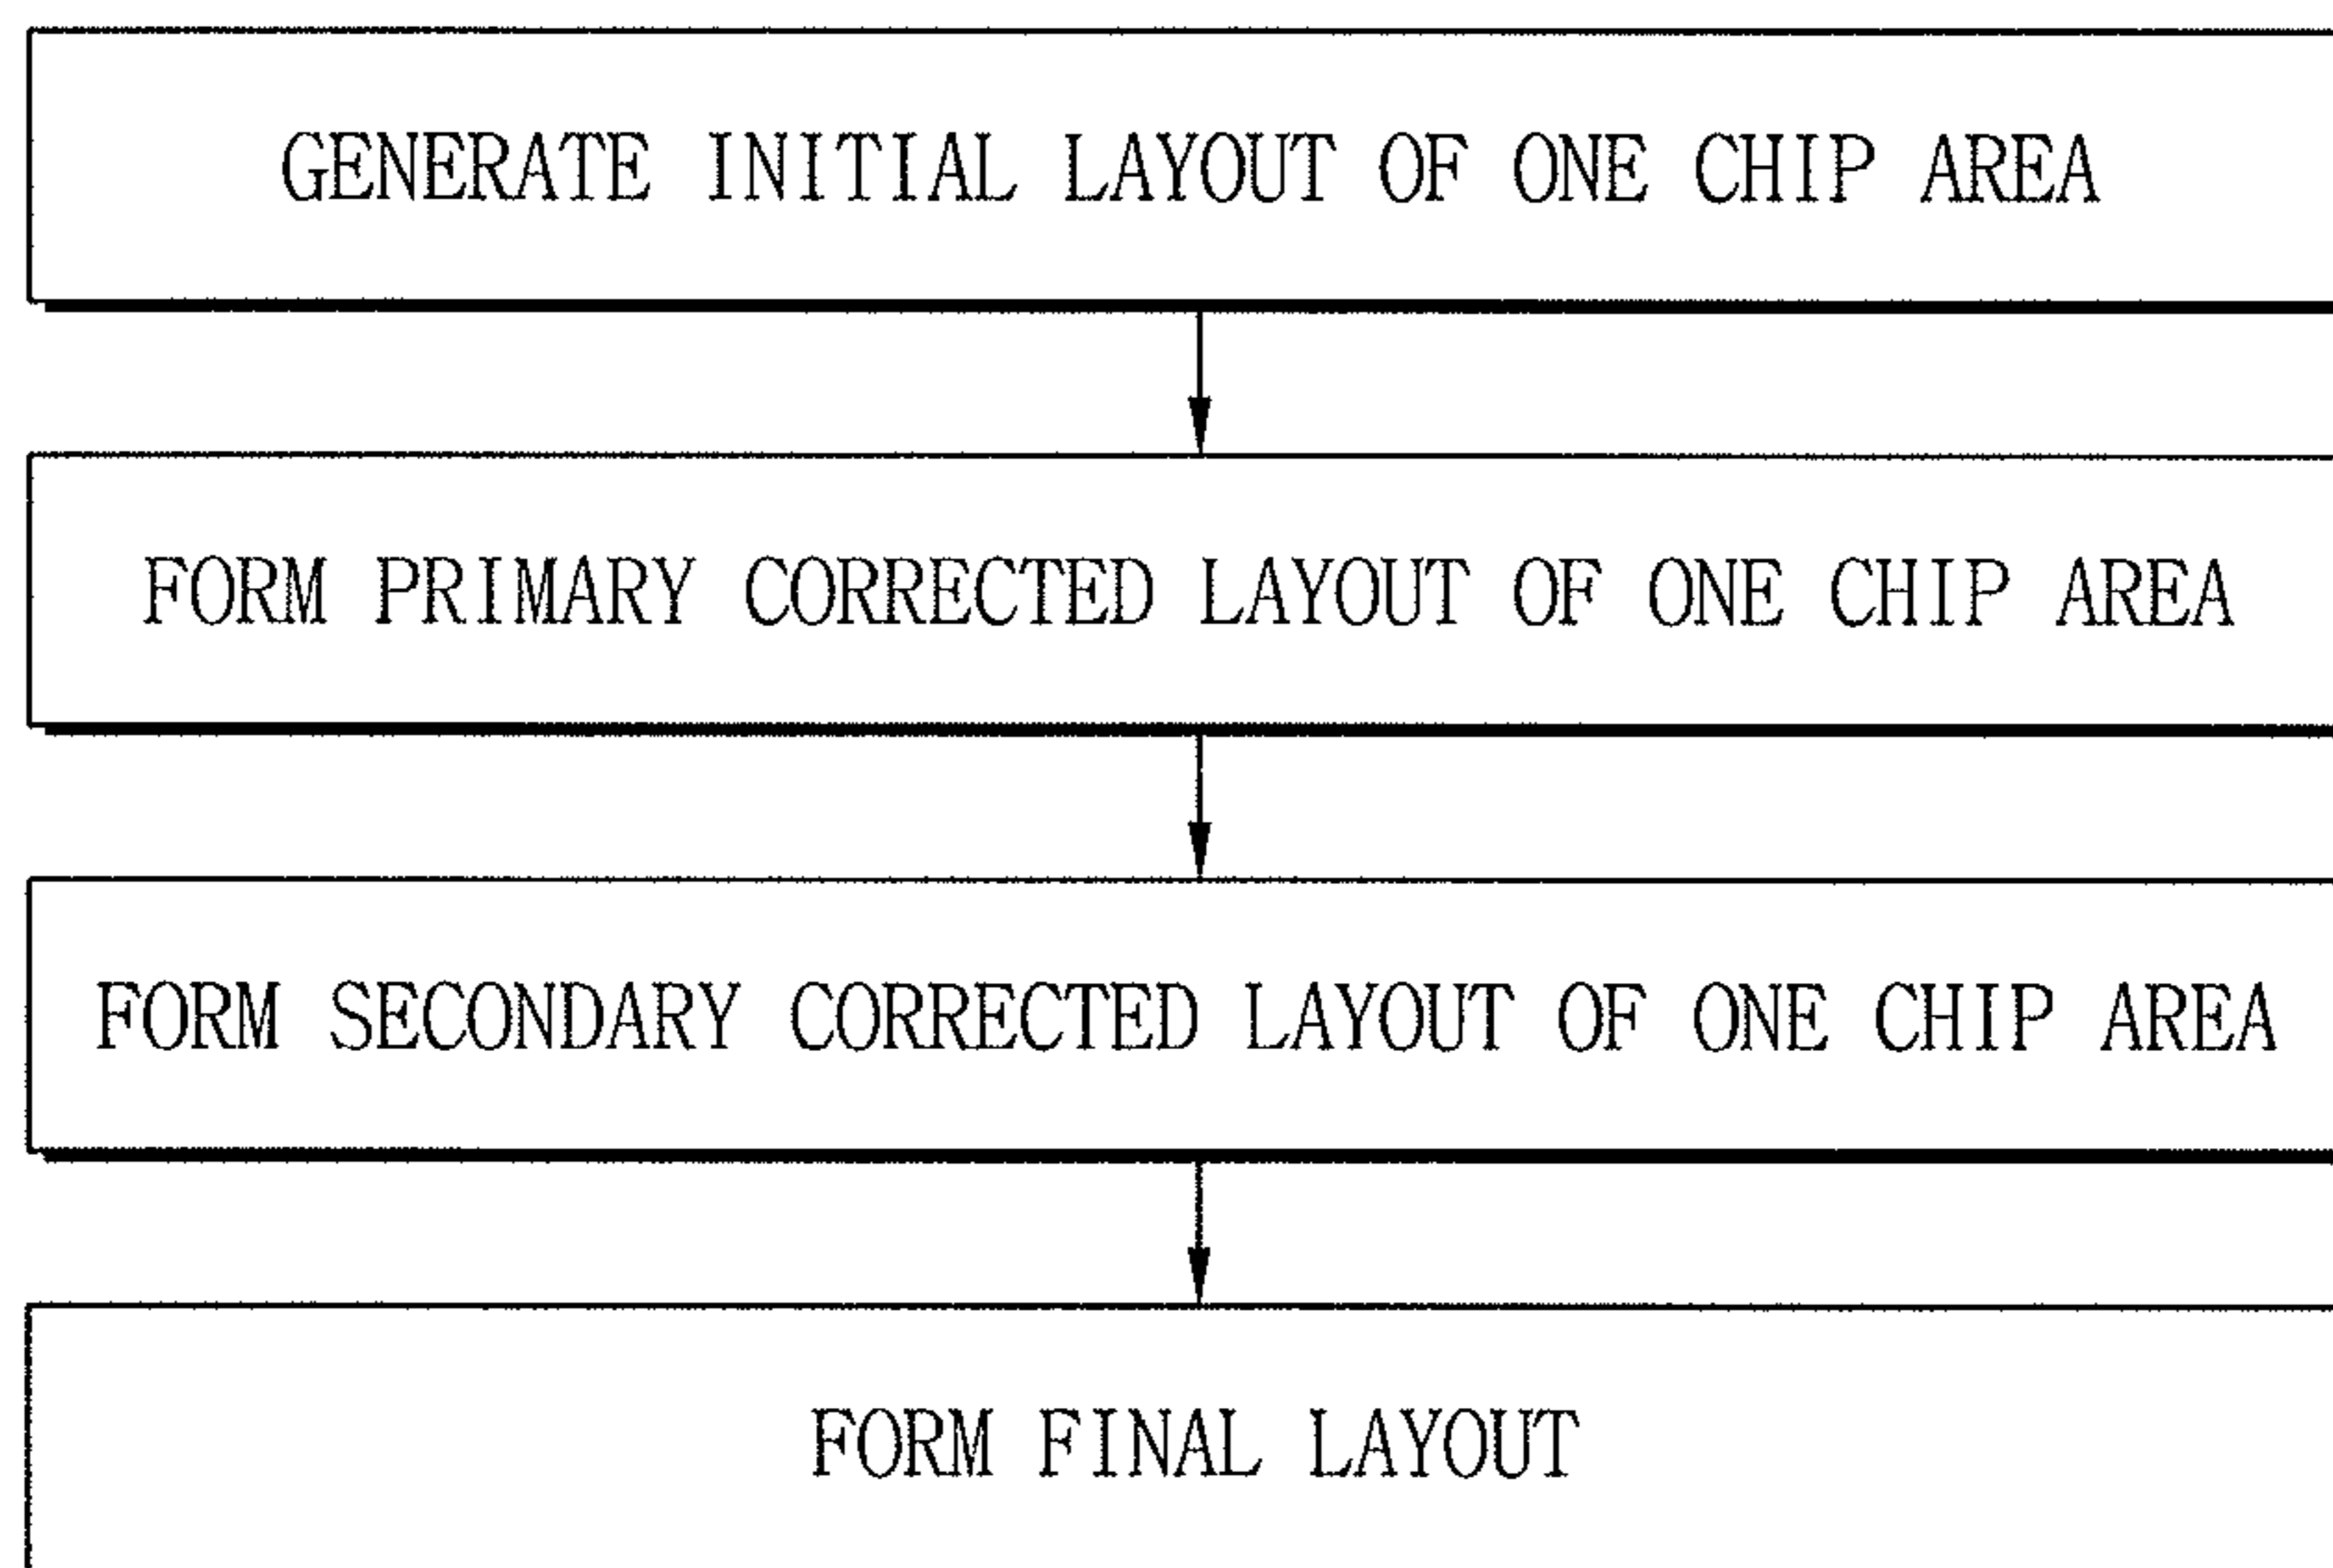 GENERATE INITIAL LAYOUT OF ONE CHIP AREA
FORM PRIMARY CORRECTED LAYOUT OF ONE CHIP AREA
FORM SECONDARY CORRECTED LAYOUT OF ONE CHIP AREA
FORM FINAL LAYOUT